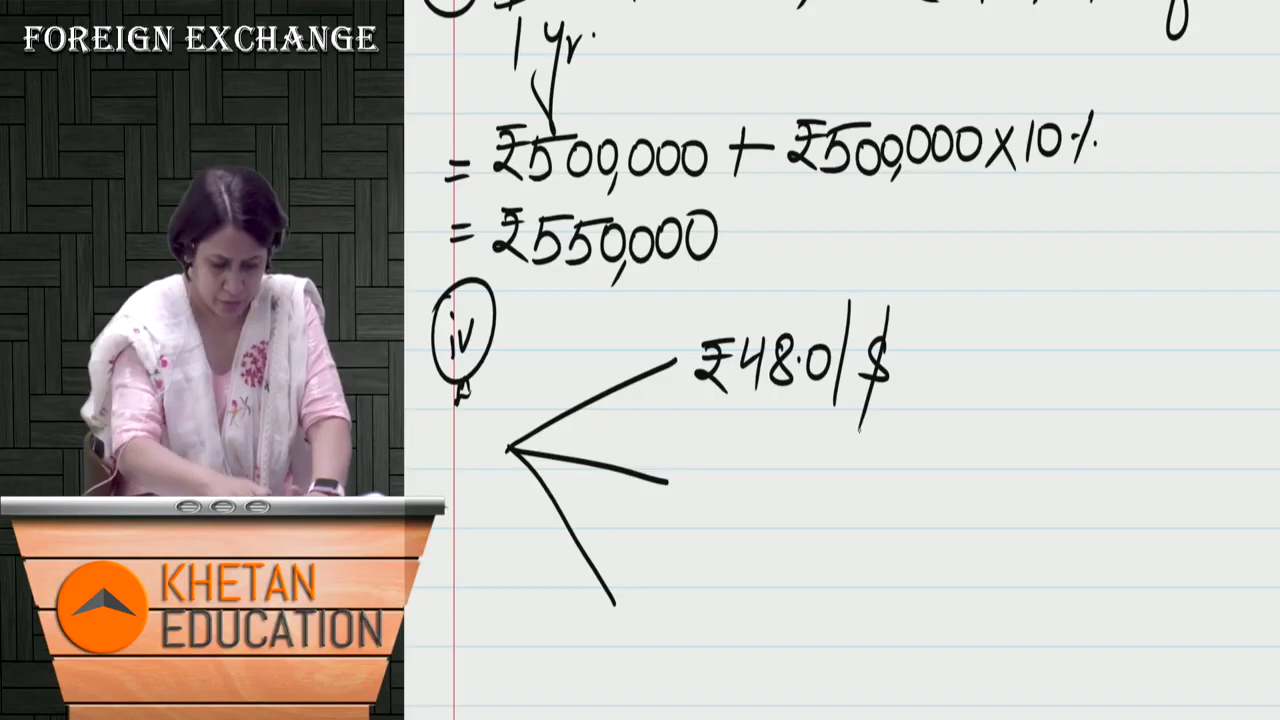 FOREIGN EXCHANGE
1 yr.
= ₹500,000 + ₹500,000 X 10%
= ₹550,000
iv
₹48.0/$
KHETAN
EDUCATION